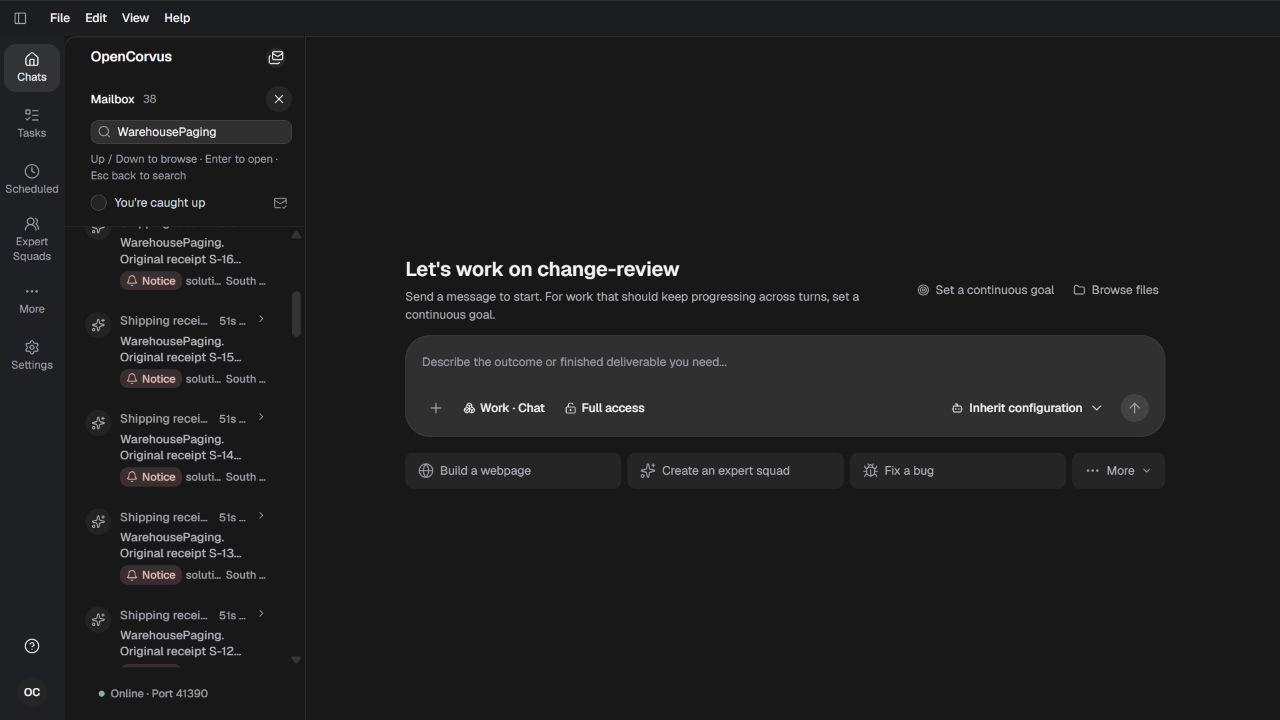 File Edit View Help
OpenCorvus
Chats
Tasks
Scheduled
Expert
Squads
More
Settings
OC
Mailbox 38
WarehousePaging
Up / Down to browse · Enter to open ·
Esc back to search
You're caught up
WarehousePaging.
Original receipt S-16...
Notice soluti... South ...
Shipping recei... 51s ...
WarehousePaging.
Original receipt S-15...
Notice soluti... South ...
Shipping recei... 51s ...
WarehousePaging.
Original receipt S-14...
Notice soluti... South ...
Shipping recei... 51s ...
WarehousePaging.
Original receipt S-13...
Notice soluti... South ...
Shipping recei... 51s ...
WarehousePaging.
Original receipt S-12...
Online · Port 41390
Let's work on change-review
Send a message to start. For work that should keep progressing across turns, set a
continuous goal.
Set a continuous goal Browse files
Describe the outcome or finished deliverable you need...
Work · Chat Full access Inherit configuration
Build a webpage Create an expert squad Fix a bug More